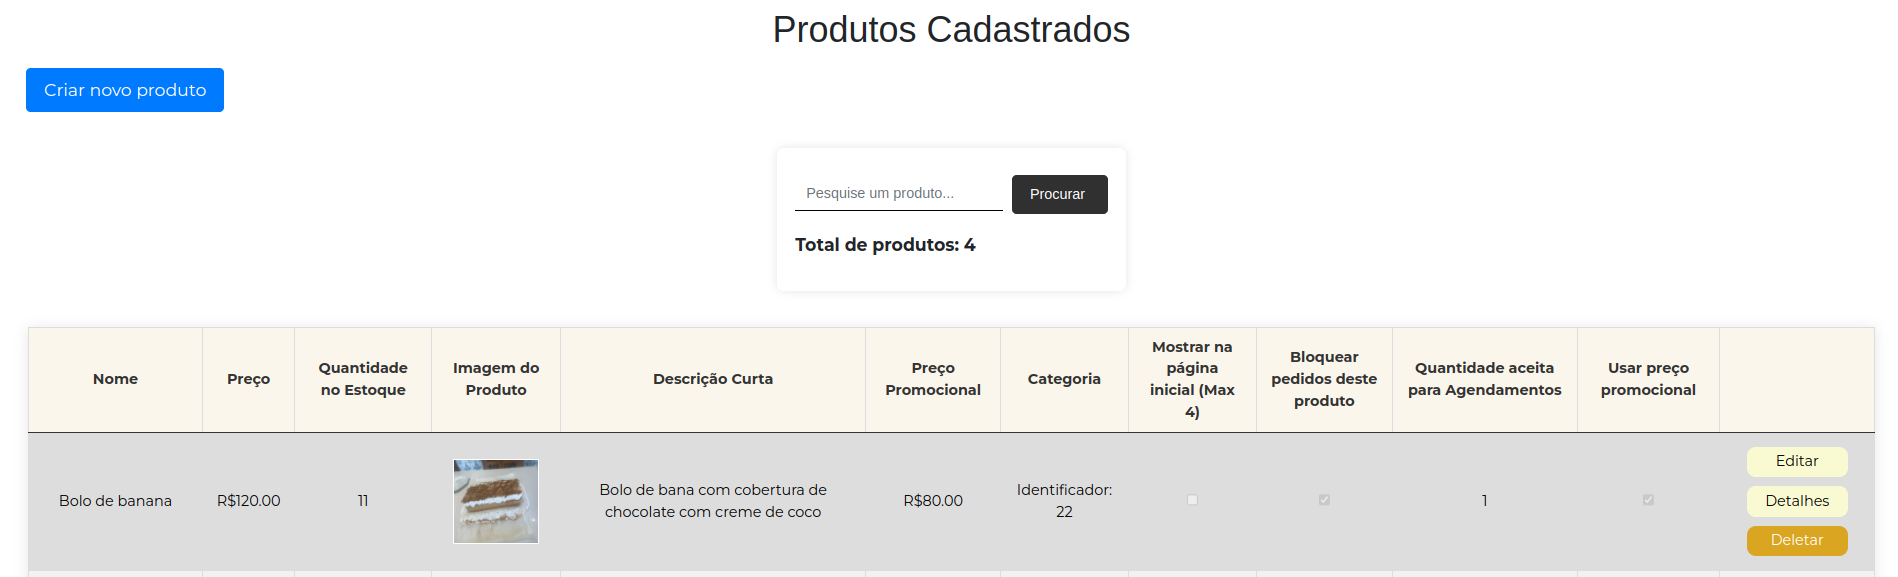 Produtos Cadastrados
Criar novo produto
Pesquise um produto...
Procurar
Total de produtos: 4
Nome
Preço
Quantidade
no Estoque
Imagem do
Produto
Descrição Curta
Preço
Promocional
Categoria
Mostrar na
página
inicial (Max
4)
Bloquear
pedidos deste
produto
Quantidade aceita
para Agendamentos
Usar preço
promocional
Bolo de banana
R$120.00
11
Bolo de bana com cobertura de
chocolate com creme de coco
R$80.00
Identificador:
22
1
Editar
Detalhes
Deletar